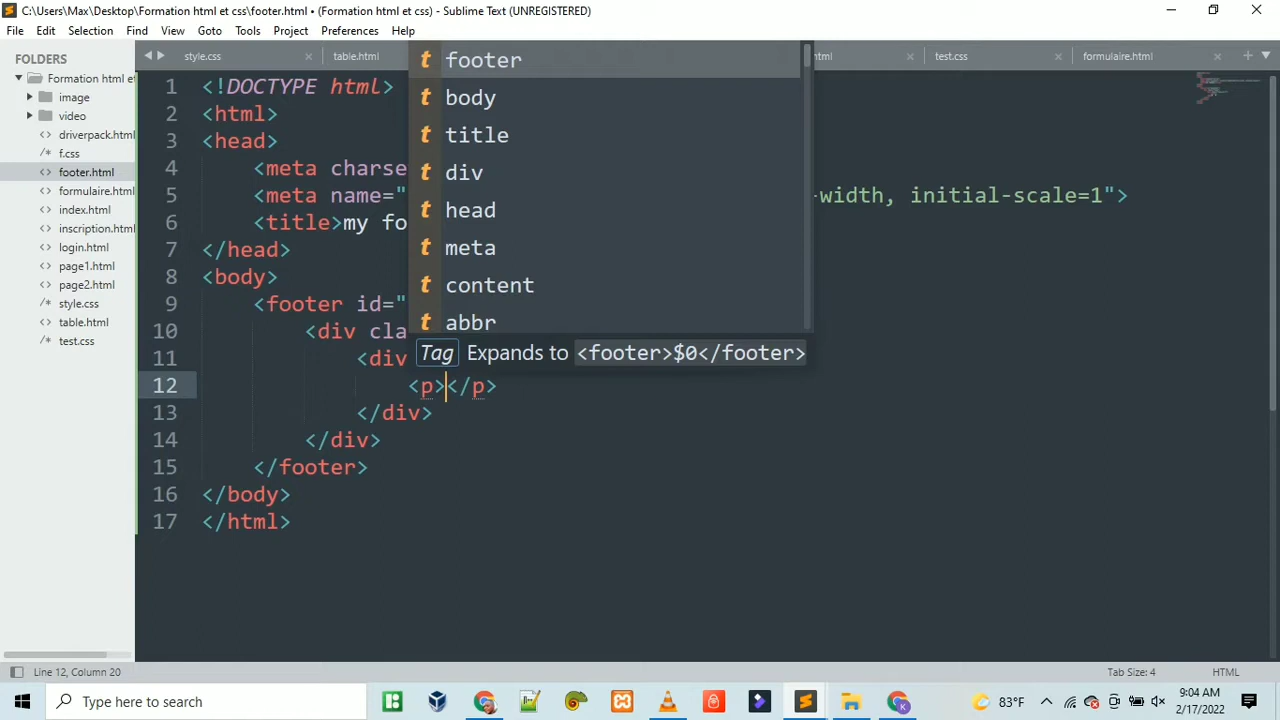 C:\Users\Max\Desktop\Formation html et css\footer.html • (Formation html et css) - Sublime Text (UNREGISTERED)
File Edit Selection Find View Goto Tools Project Preferences Help
FOLDERS
Formation html et
image
video
driverpack.html
f.css
footer.html
formulaire.html
index.html
inscription.html
login.html
page1.html
page2.html
style.css
table.html
test.css
style.css table.html html test.css formulaire.html
1 <!DOCTYPE html>
2 <html>
3 <head>
4 <meta charse
5 <meta name=" -width, initial-scale=1">
6 <title>my fo
7 </head>
8 <body>
9 <footer id="
10 <div cla
11 <div
12 <p></p>
13 </div>
14 </div>
15 </footer>
16 </body>
17 </html>
t footer
t body
t title
t div
t head
t meta
t content
t abbr
Tag Expands to <footer>$0</footer>
Line 12, Column 20 Tab Size: 4 HTML
Type here to search
K
83°F
9:04 AM
2/17/2022